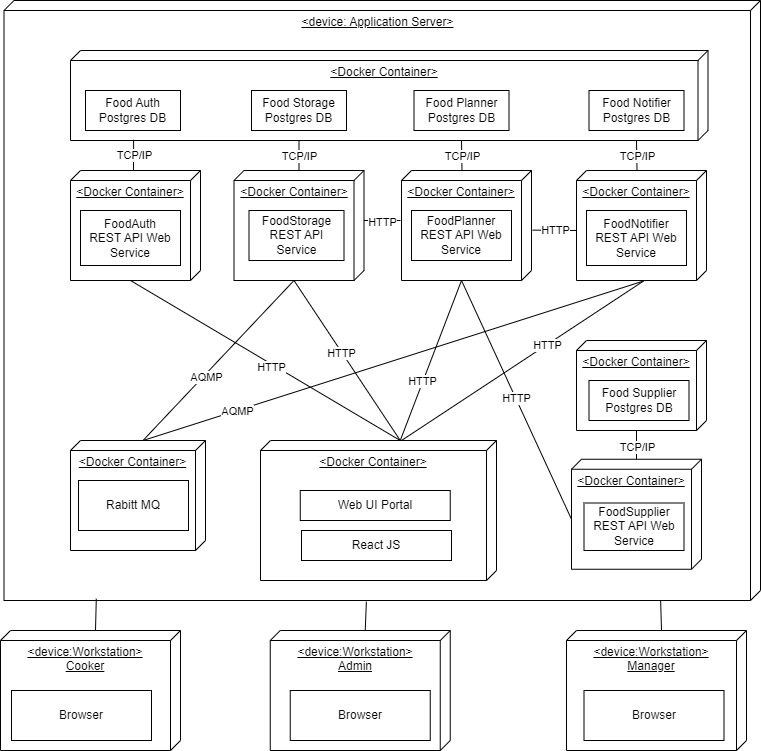 <device: Application Server>
<Docker Container>
Food Auth
Postgres DB
Food Storage
Postgres DB
Food Planner
Postgres DB
Food Notifier
Postgres DB
TCP/IP
TCP/IP
TCP/IP
TCP/IP
<Docker Container>
FoodAuth
REST API Web
Service
<Docker Container>
FoodStorage
REST API
Service
HTTP
<Docker Container>
FoodPlanner
REST API Web
Service
HTTP
<Docker Container>
FoodNotifier
REST API Web
Service
HTTP
HTTP
HTTP
HTTP
AQMP
HTTP
AQMP
<Docker Container>
Food Supplier
Postgres DB
TCP/IP
<Docker Container>
Rabitt MQ
<Docker Container>
Web UI Portal
React JS
<Docker Container>
FoodSupplier
REST API Web
Service
<device:Workstation>
Cooker
Browser
<device:Workstation>
Admin
Browser
<device:Workstation>
Manager
Browser